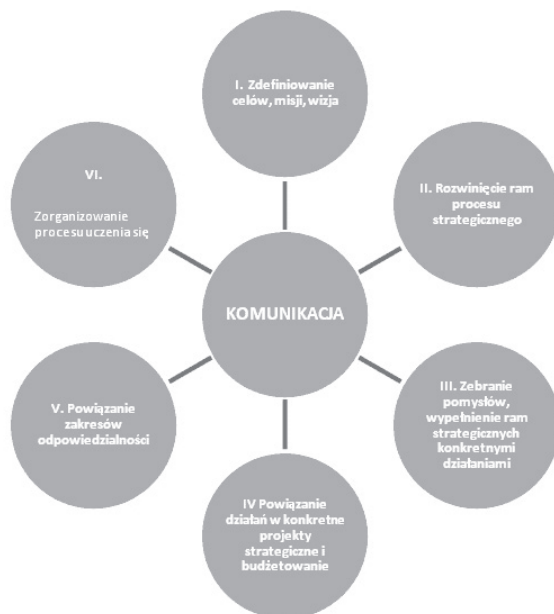 I. Zdefiniowanie
celów, misji, wizja
II. Rozwinięcie ram
procesu
strategicznego
III. Zebranie
pomysłów,
wypełnienie ram
strategicznych
konkretnymi
działaniami
IV Powiązanie
działań w konkretne
projekty
strategiczne i
budżetowanie
V. Powiązanie
zakresów
odpowiedzialności
VI.
Zorganizowanie
procesu uczenia się
KOMUNIKACJA